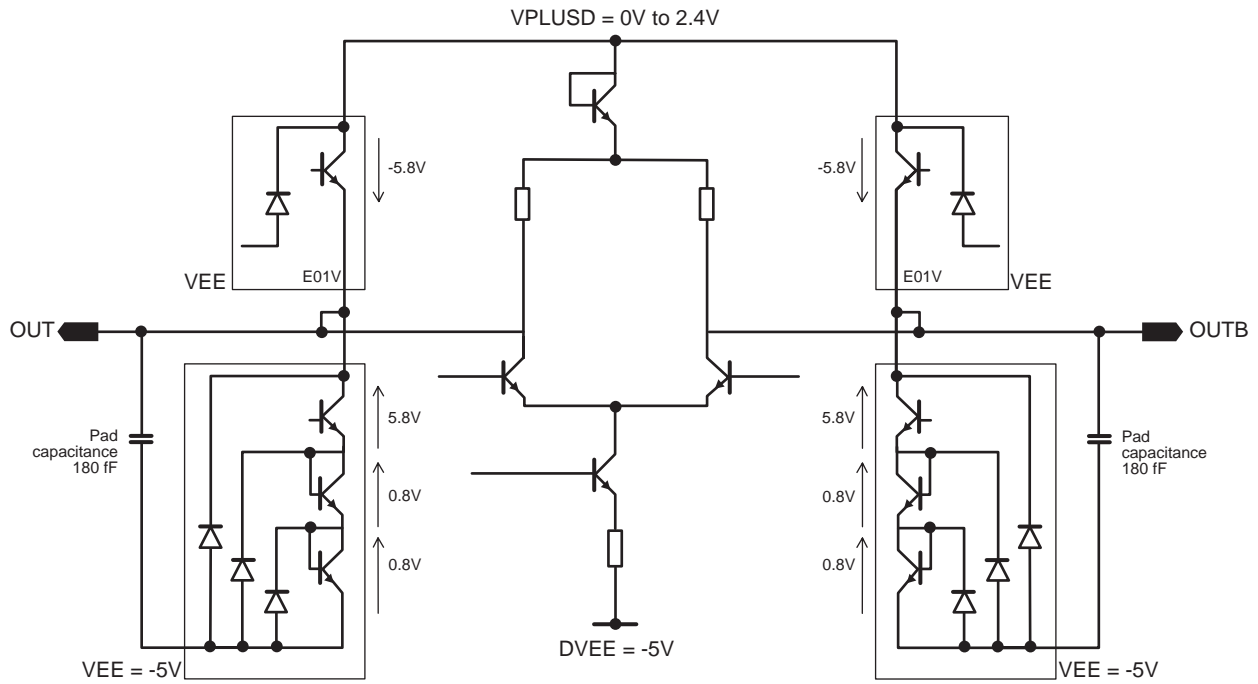 VPLUSD = 0V to 2.4V
-5.8V
-5.8V
E01V
E01V
VEE
VEE
OUT
OUTB
5.8V
5.8V
Pad
capacitance
180 fF
Pad
capacitance
180 fF
0.8V
0.8V
0.8V
0.8V
DVEE = -5V
VEE = -5V
VEE = -5V